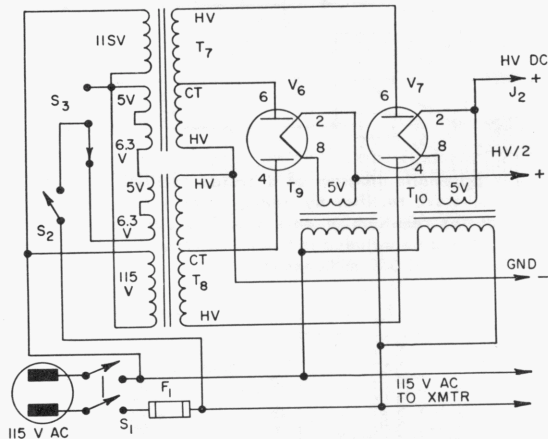 HV
HV DC
115V
T7
V6
V7
J2
S3
5V
CT
6
2
6
2
6.3
V
8
8
HV/2
5V
HV
4
T9
5V
4
T10
5V
HV
S2
6.3
V
115
V
CT
T8
GND
HV
F1
115 V AC
TO XMTR
S1
115 V AC
+
+
–